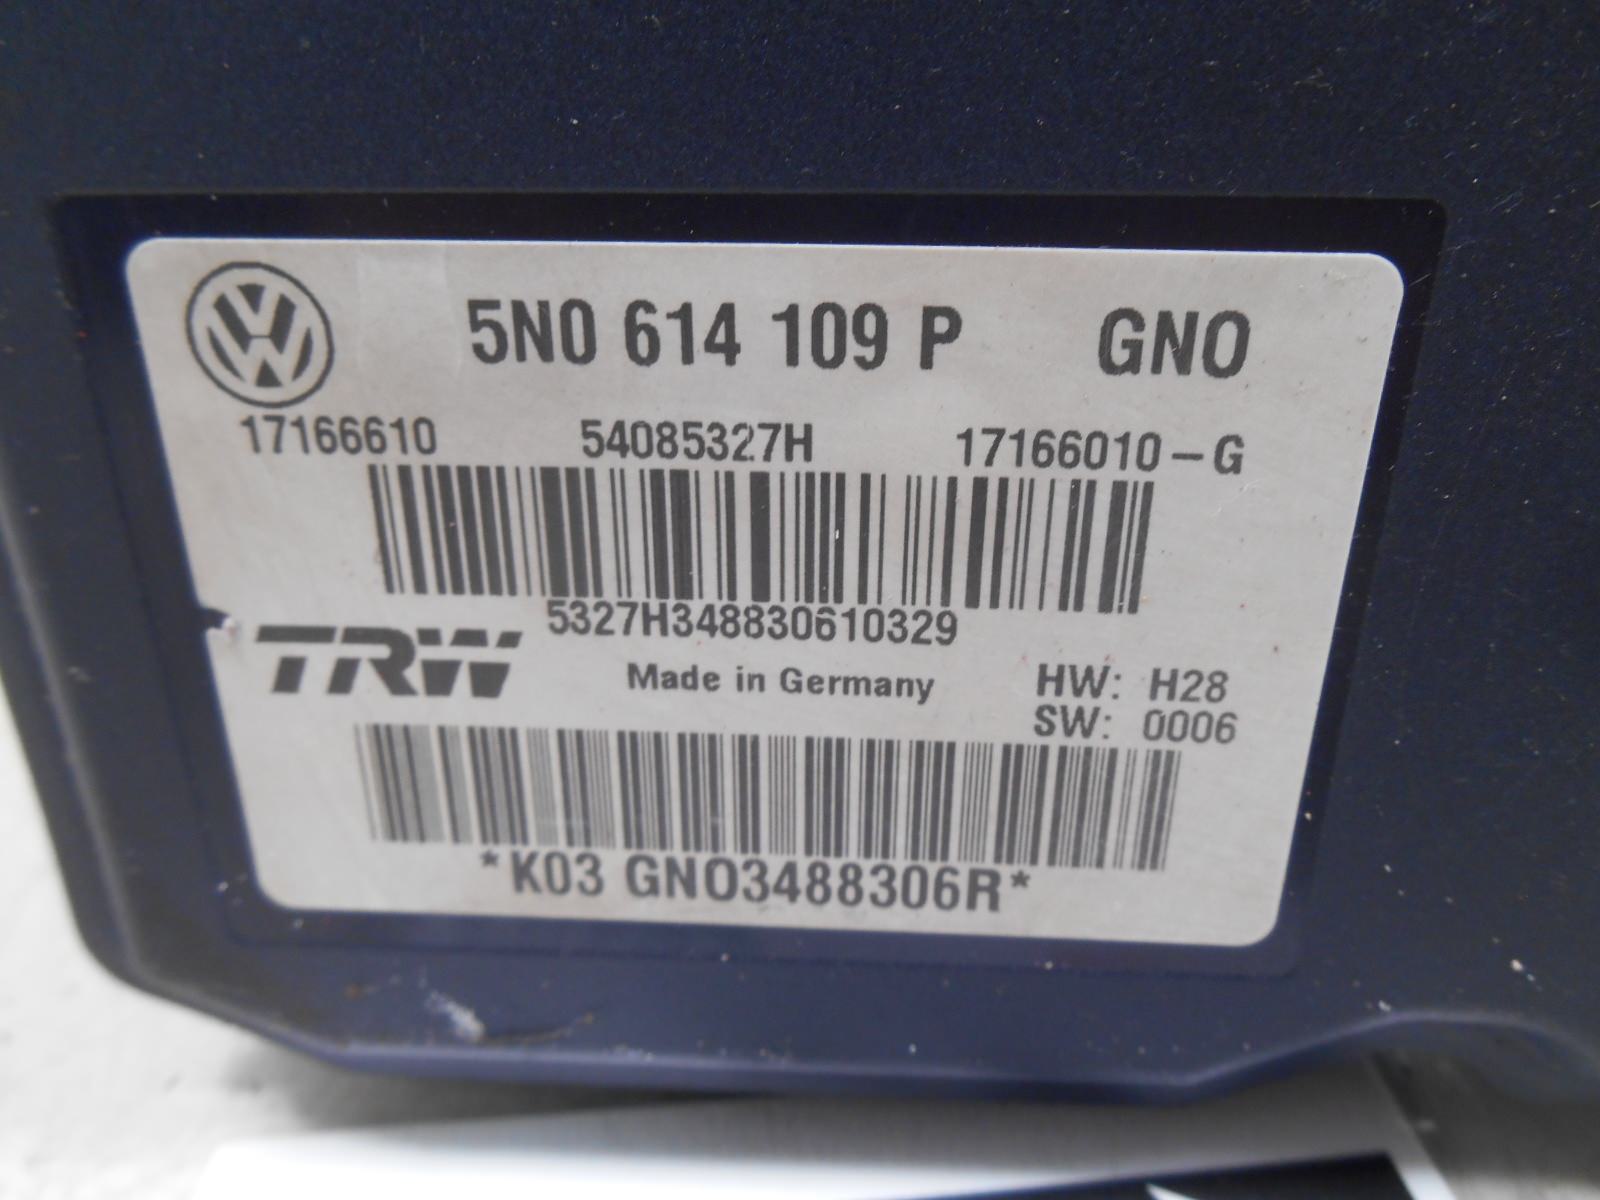 5N0 614 109 P GNO
17166610 54085327H 17166010-G
5327H348830610329
TRW
Made in Germany
HW: H28
SW: 0006
*K03 GNO3488306R*